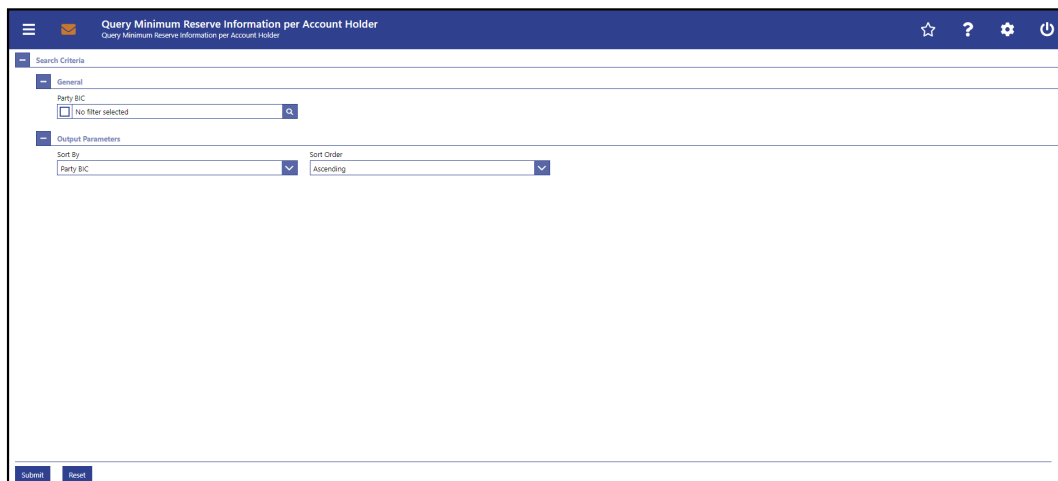 Query Minimum Reserve Information per Account Holder
Query Minimum Reserve Information per Account Holder
Search Criteria
General
Party BIC
No filter selected
Output Parameters
Sort By Sort Order
Party BIC Ascending
Submit Reset